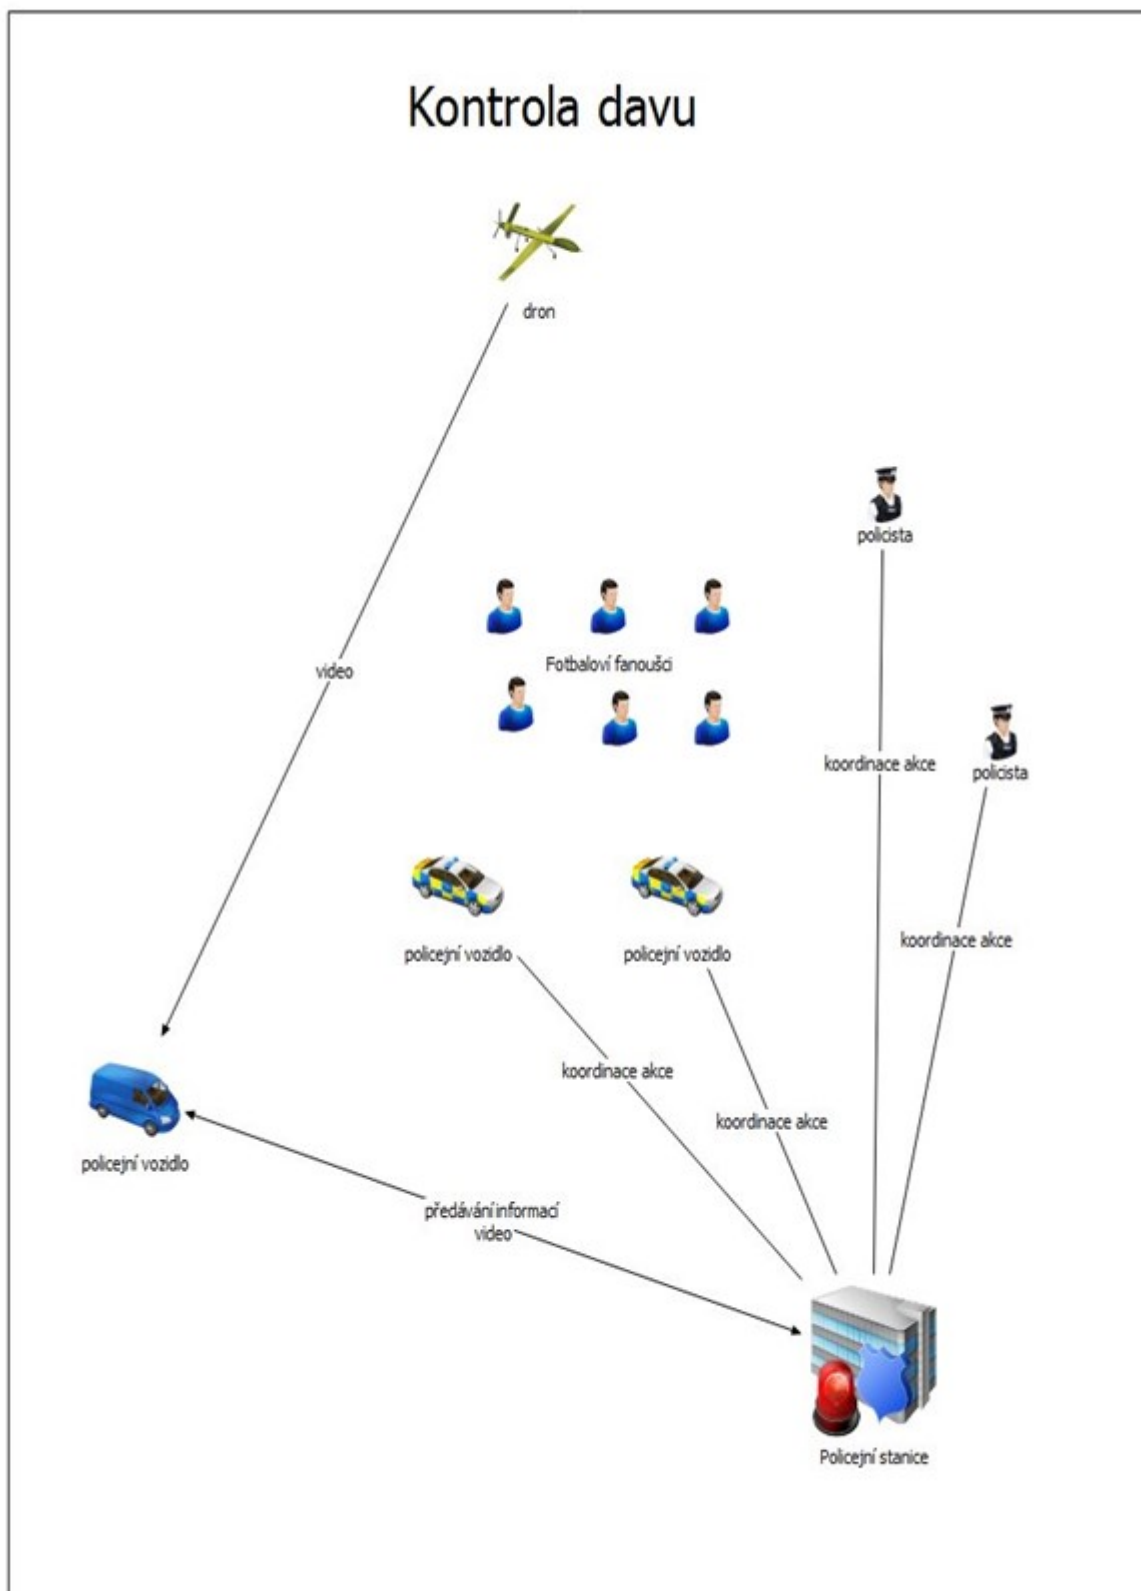 Kontrola davu
dron
policista
Fotbaloví fanoušci
video
koordinace akce
policista
koordinace akce
policejní vozidlo
policejní vozidlo
koordinace akce
koordinace akce
policejní vozidlo
předávání informací
video
Policejní stanice